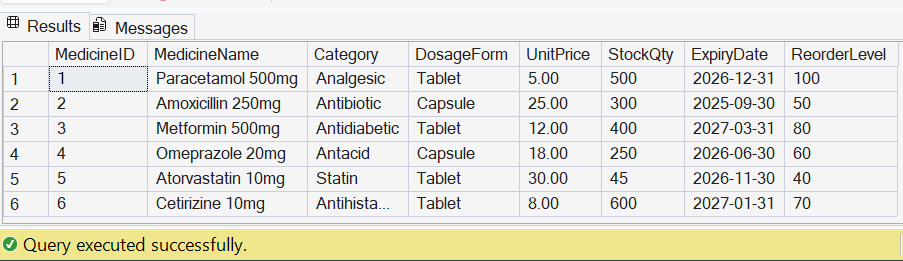 Results Messages
MedicineID MedicineName Category DosageForm UnitPrice StockQty ExpiryDate ReorderLevel
1 1 Paracetamol 500mg Analgesic Tablet 5.00 500 2026-12-31 100
2 2 Amoxicillin 250mg Antibiotic Capsule 25.00 300 2025-09-30 50
3 3 Metformin 500mg Antidiabetic Tablet 12.00 400 2027-03-31 80
4 4 Omeprazole 20mg Antacid Capsule 18.00 250 2026-06-30 60
5 5 Atorvastatin 10mg Statin Tablet 30.00 45 2026-11-30 40
6 6 Cetirizine 10mg Antihista... Tablet 8.00 600 2027-01-31 70
Query executed successfully.